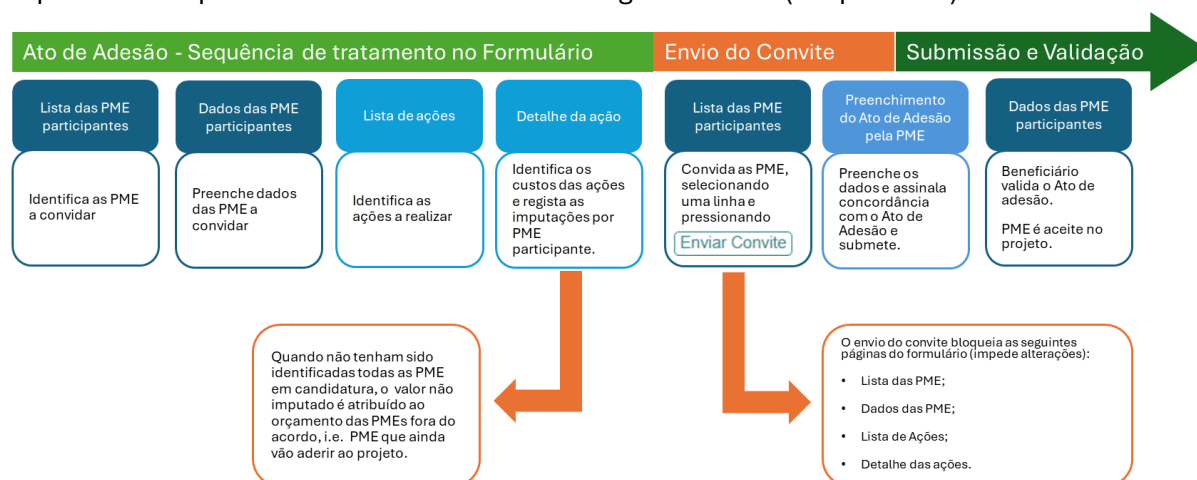 Ato de Adesão - Sequência de tratamento no Formulário
Envio do Convite
Submissão e Validação
Lista das PME
participantes
Identifica as PME
a convidar
Dados das PME
participantes
Preenche dados
das PME a
convidar
Lista de ações
Identifica as
ações a realizar
Detalhe da ação
Identifica os
custos das ações
e regista as
imputações por
PME
participante.
Lista das PME
participantes
Convida as PME,
selecionando
uma linha e
pressionando
Enviar Convite
Preenchimento
do Ato de Adesão
pela PME
Preenche os
dados e assinala
concordância
com o Ato de
Adesão e
submete.
Dados das PME
participantes
Beneficiário
valida o Ato de
adesão.
PME é aceite no
projeto.
Quando não tenham sido
identificadas todas as PME
em candidatura, o valor não
imputado é atribuído ao
orçamento das PMEs fora do
acordo, i.e. PME que ainda
vão aderir ao projeto.
O envio do convite bloqueia as seguintes
páginas do formulário (impede alterações):
• Lista das PME;
• Dados das PME;
• Lista de Ações;
• Detalhe das ações.